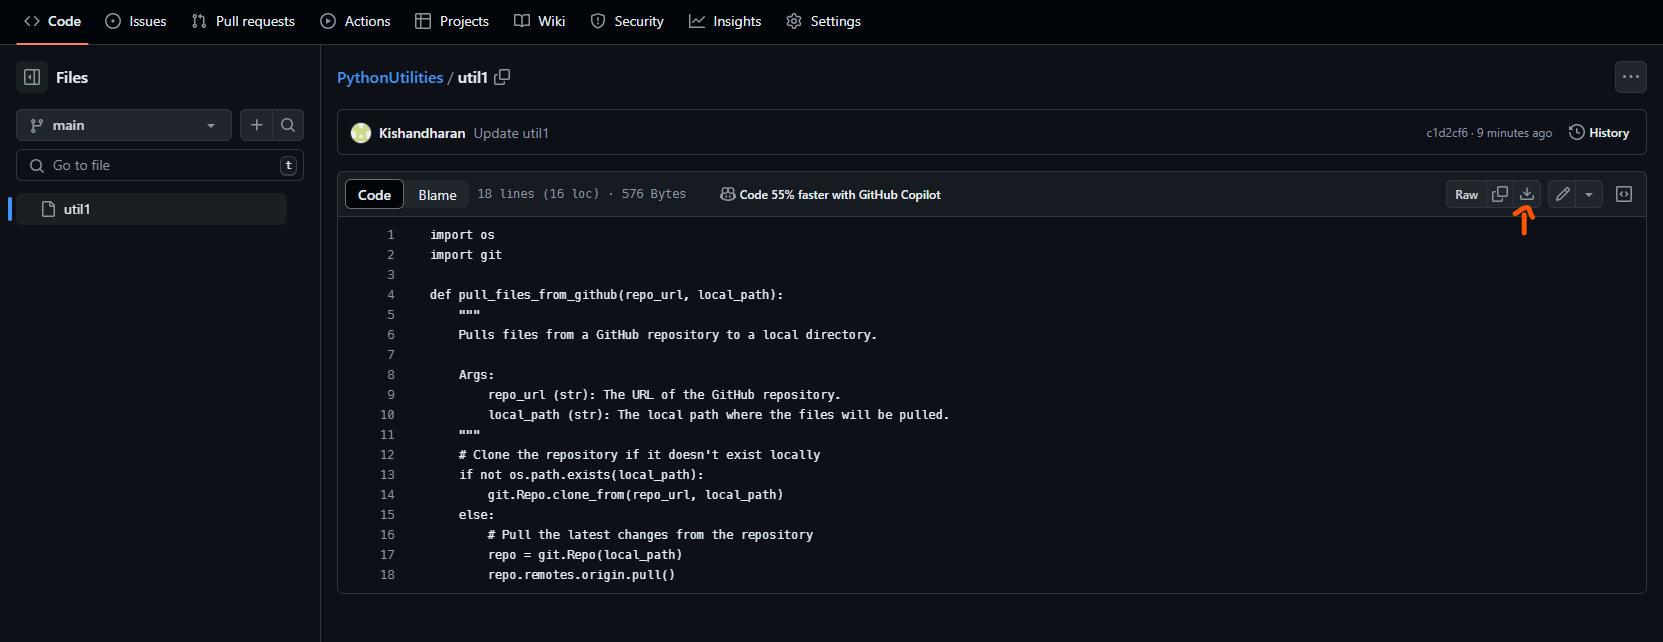 Code Issues Pull requests Actions Projects Wiki Security Insights Settings
Files
main
Go to file t
util1
PythonUtilities / util1
Kishandharan Update util1 c1d2cf6 · 9 minutes ago History
Code Blame 18 lines (16 loc) · 576 Bytes Code 55% faster with GitHub Copilot Raw
1 import os
2 import git
3
4 def pull_files_from_github(repo_url, local_path):
5     """
6     Pulls files from a GitHub repository to a local directory.
7
8     Args:
9         repo_url (str): The URL of the GitHub repository.
10         local_path (str): The local path where the files will be pulled.
11     """
12     # Clone the repository if it doesn't exist locally
13     if not os.path.exists(local_path):
14         git.Repo.clone_from(repo_url, local_path)
15     else:
16         # Pull the latest changes from the repository
17         repo = git.Repo(local_path)
18         repo.remotes.origin.pull()